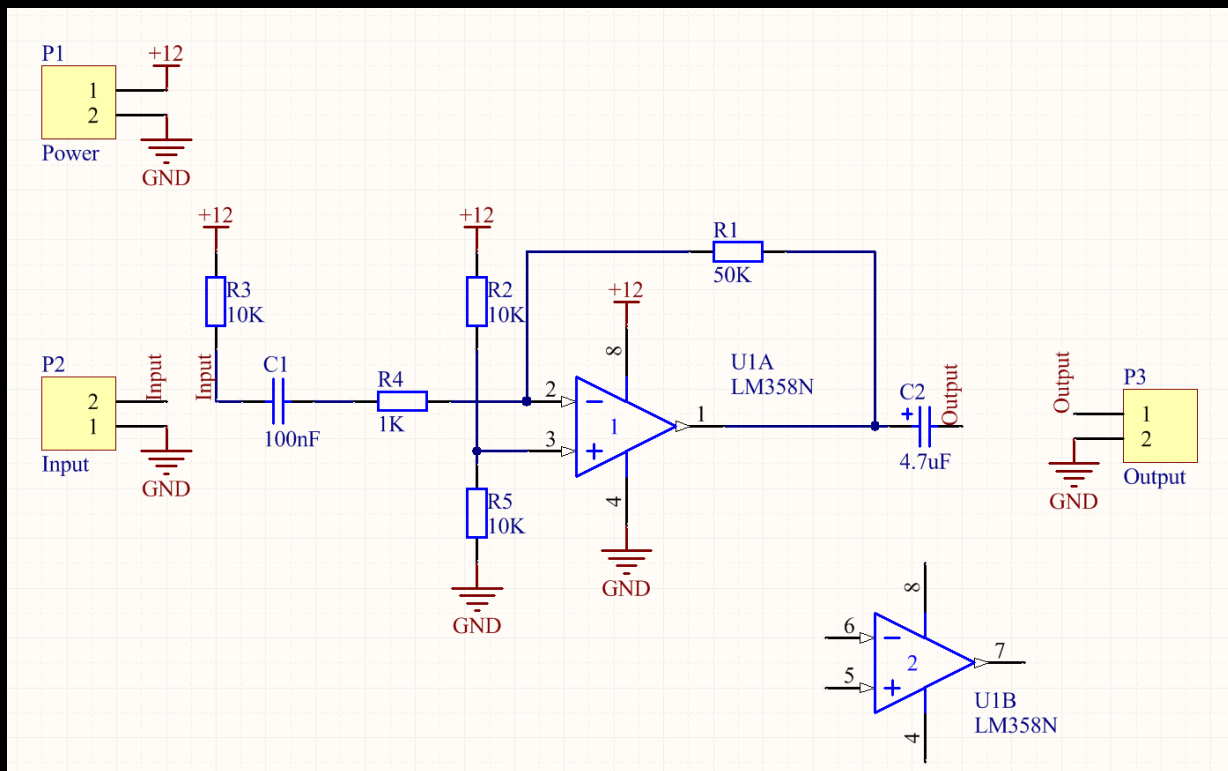 P1
+12
1
2
Power
GND
+12
+12
R1
50K
R3
10K
R2
10K
+12
8
P2
Input
Input
C1
R4
2
1
100nF
1K
Input
GND
2
3
1
U1A
LM358N
1
C2
+
4.7uF
Output
Output
P3
1
2
Output
GND
R5
10K
4
GND
GND
8
6
5
2
7
4
U1B
LM358N